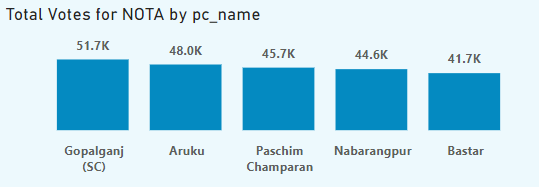 Total Votes for NOTA by pc_name
51.7K
48.0K
45.7K
44.6K
41.7K
Gopalganj
(SC)
Aruku
Paschim
Champaran
Nabarangpur
Bastar